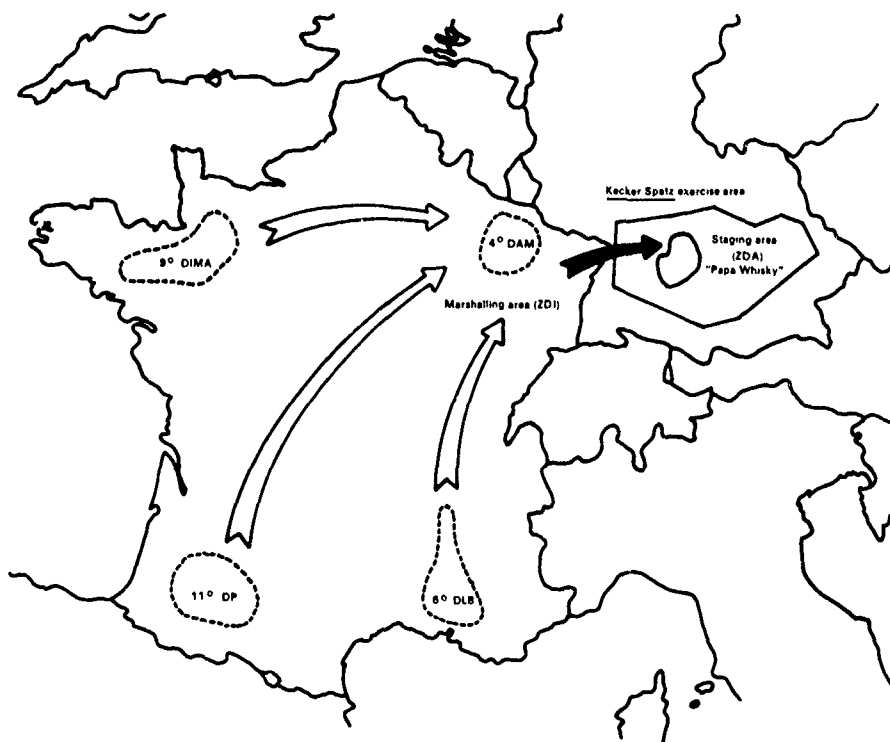 Kecker Spatz exercise area
Staging area
(ZDA)
"Papa Whisky"
4° DAM
9° DIMA
Marshalling area (ZDI)
11° DP
6° DLB